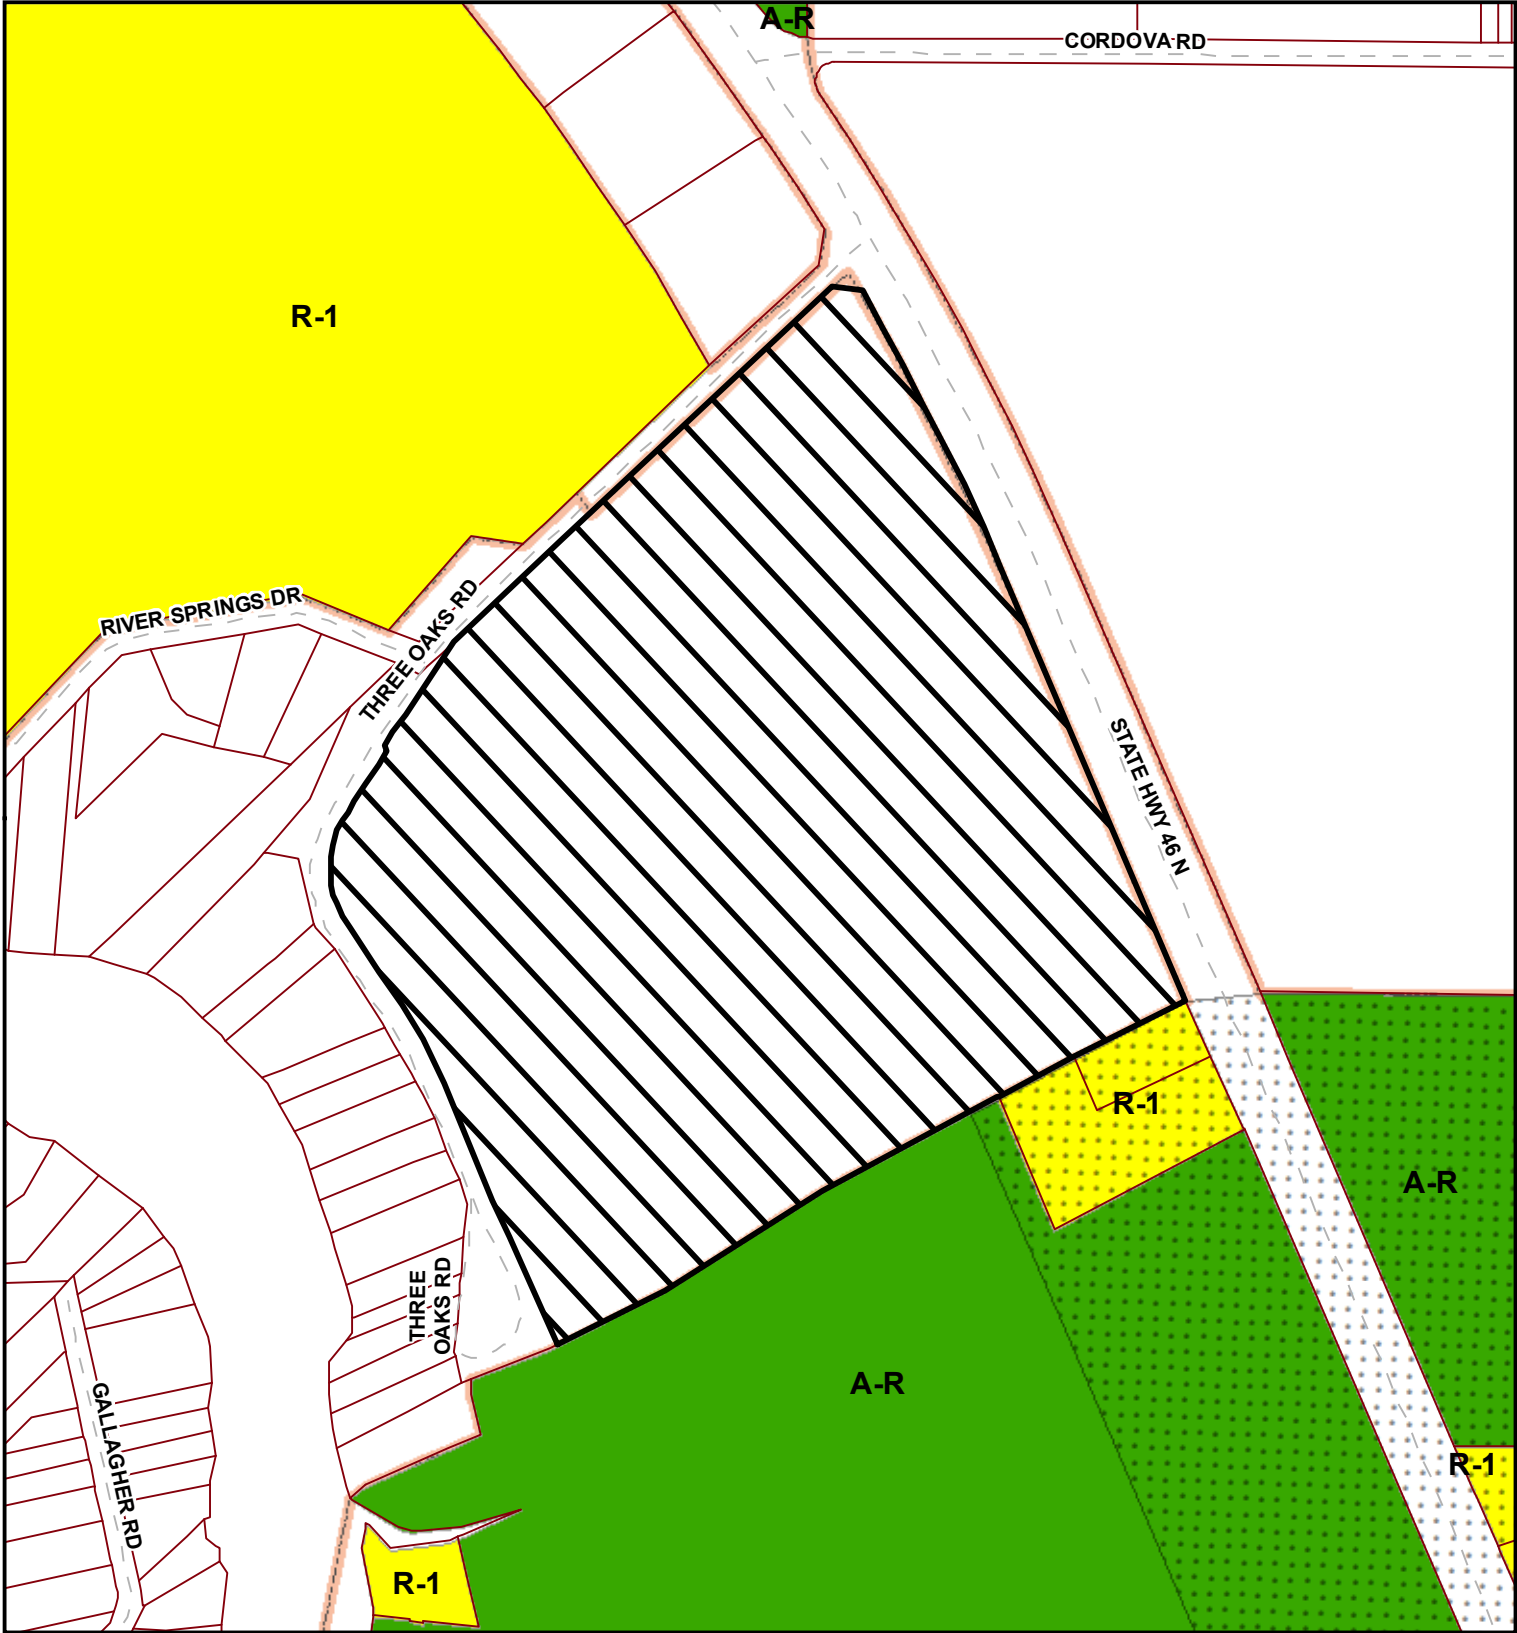 A-R
CORDOVA RD
R-1
RIVER SPRINGS DR
THREE OAKS RD
STATE HWY 46 N
R-1
A-R
THREE
OAKS RD
A-R
GALLAGHER RD
R-1
R-1